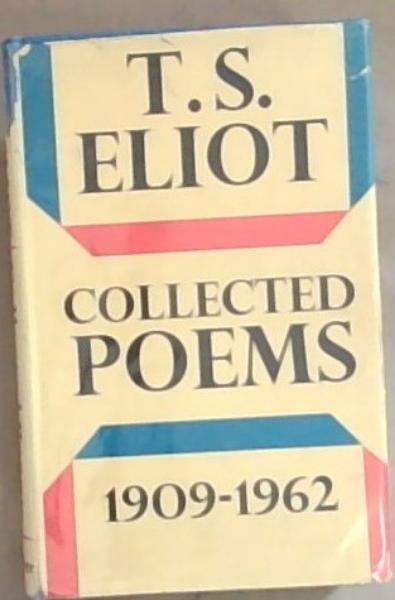 T. S.
ELIOT
COLLECTED
POEMS
1909-1962